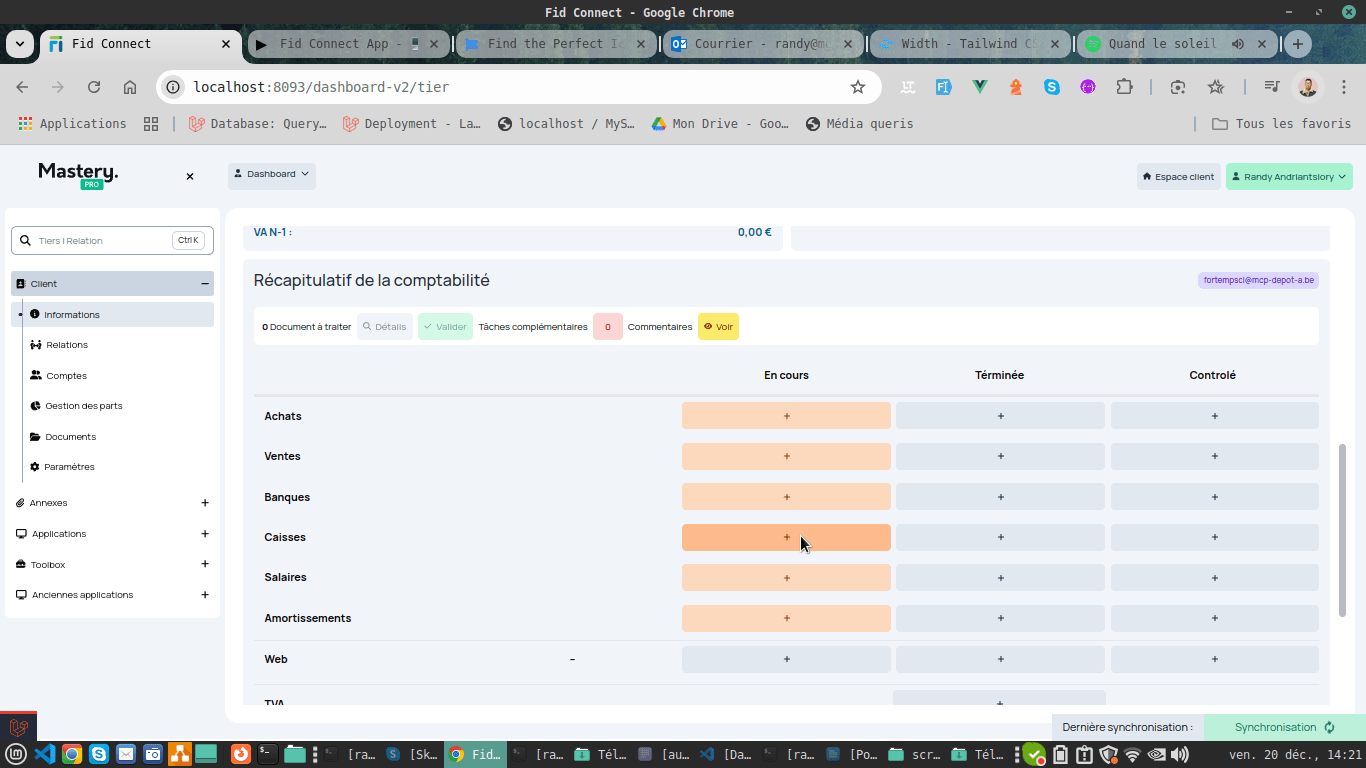 Fid Connect - Google Chrome
Fid Connect
Fid Connect App -
Find the Perfect Ic
Courrier - randy@m
Width - Tailwind CS
Quand le soleil
localhost:8093/dashboard-v2/tier
Applications
Database: Query…
Deployment - La…
localhost / MyS…
Mon Drive - Goo…
Média queris
Tous les favoris
Mastery.
PRO
Dashboard
Espace client
Randy Andriantsiory
Tiers | Relation
Ctrl K
Client
Informations
Relations
Comptes
Gestion des parts
Documents
Paramètres
Annexes
Applications
Toolbox
Anciennes applications
VA N-1 : 0,00 €
Récapitulatif de la comptabilité
fortempscl@mcp-depot-a.be
0 Document à traiter Détails Valider Tâches complémentaires 0 Commentaires Voir
En cours Términée Controlé
Achats + + +
Ventes + + +
Banques + + +
Caisses + + +
Salaires + + +
Amortissements + + +
Web - + + +
TVA +
Dernière synchronisation : Synchronisation
[ra…
[Sk…
Fid…
[ra…
Tél…
[au…
[Da…
[ra…
[Po…
scr…
Tél…
ven. 20 déc., 14:21